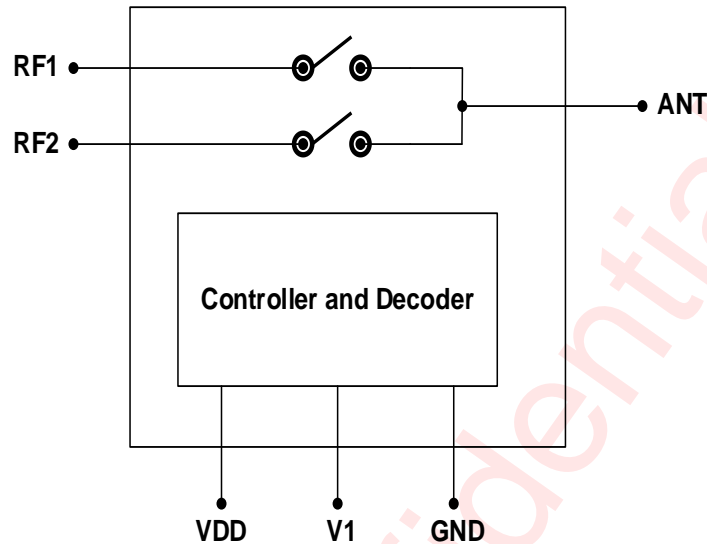 RF1
ANT
RF2
Controller and Decoder
VDD V1 GND